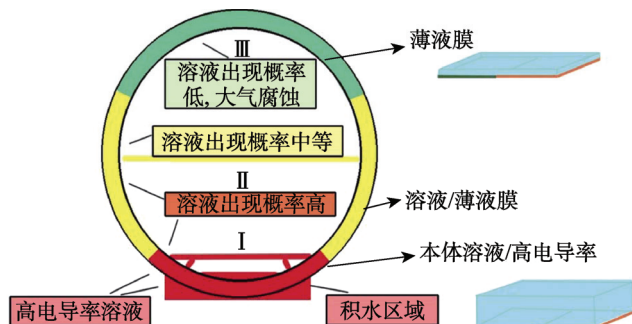 Ⅲ
薄液膜
溶液出现概率
低,大气腐蚀
溶液出现概率中等
Ⅱ
溶液出现概率高
溶液/薄液膜
Ⅰ
本体溶液/高电导率
高电导率溶液
积水区域